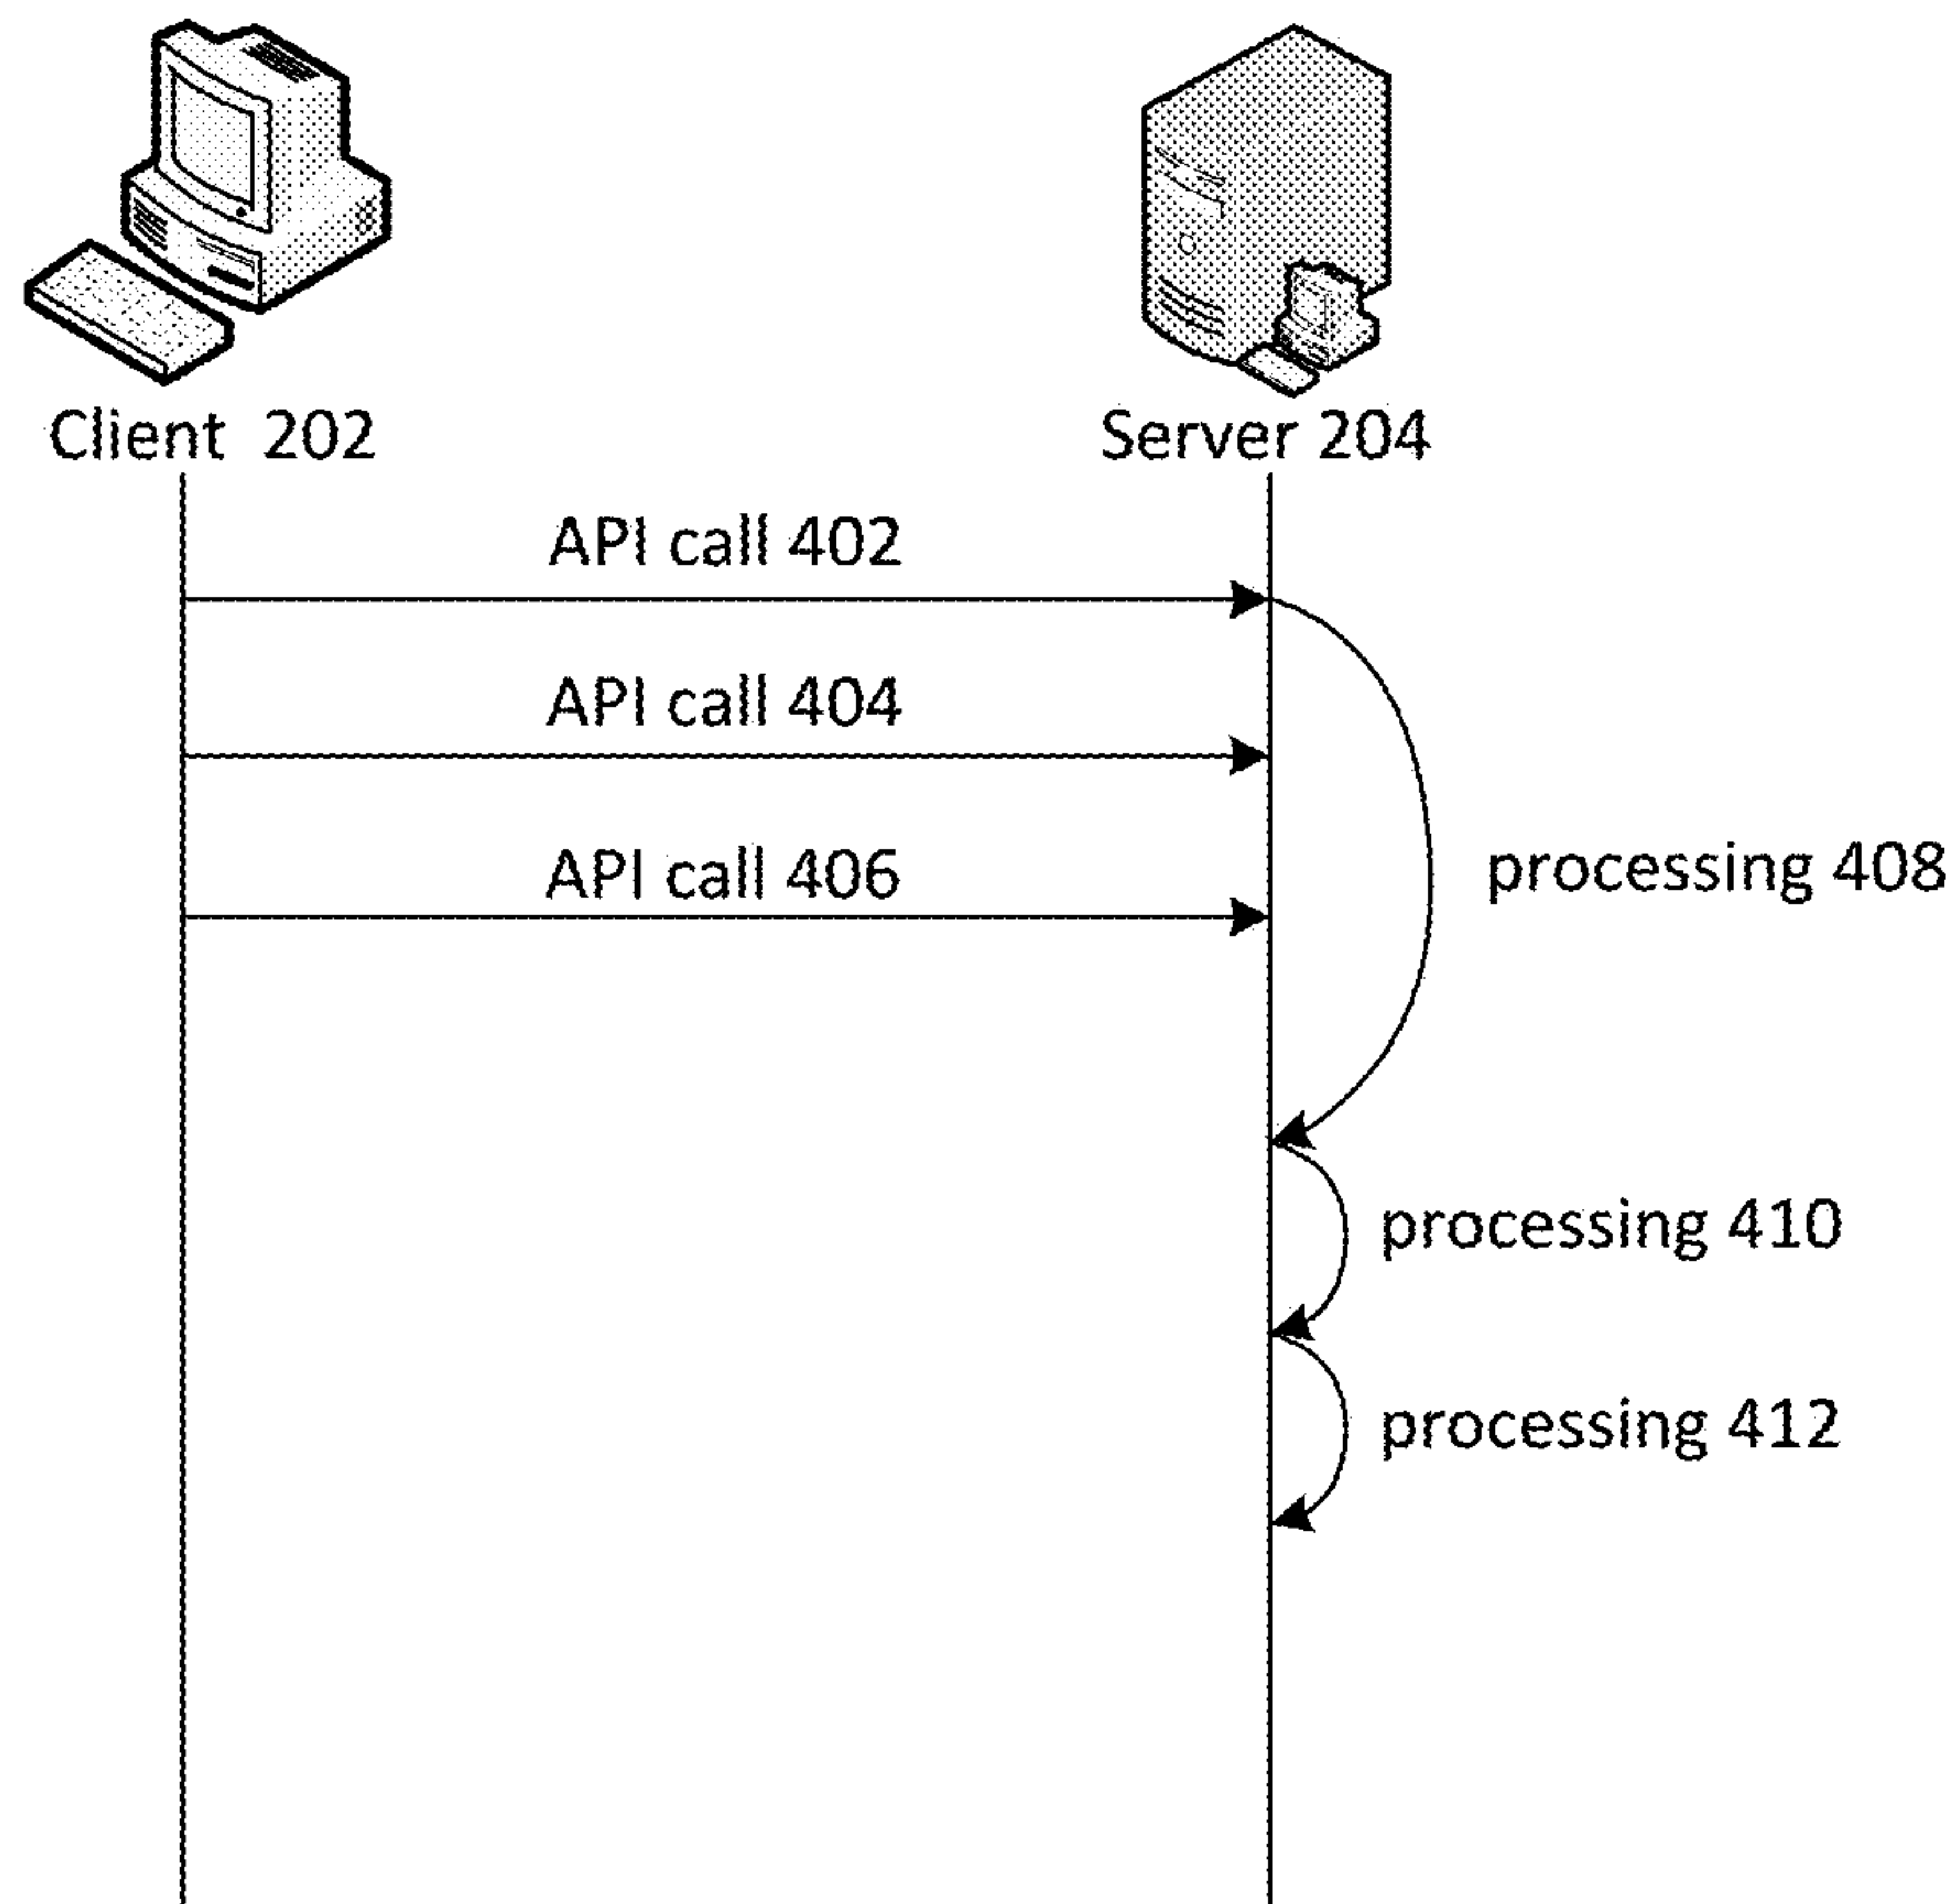 Client 202
Server 204
API call 402
API call 404
API call 406
processing 408
processing 410
processing 412